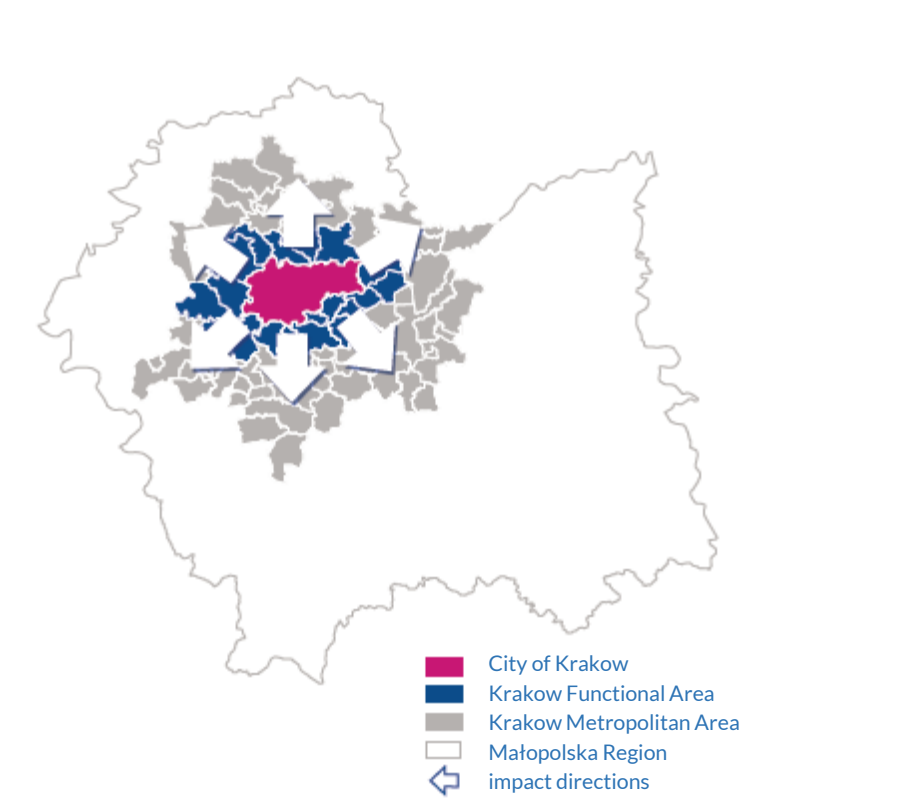 City of Krakow
Krakow Functional Area
Krakow Metropolitan Area
Małopolska Region
impact directions